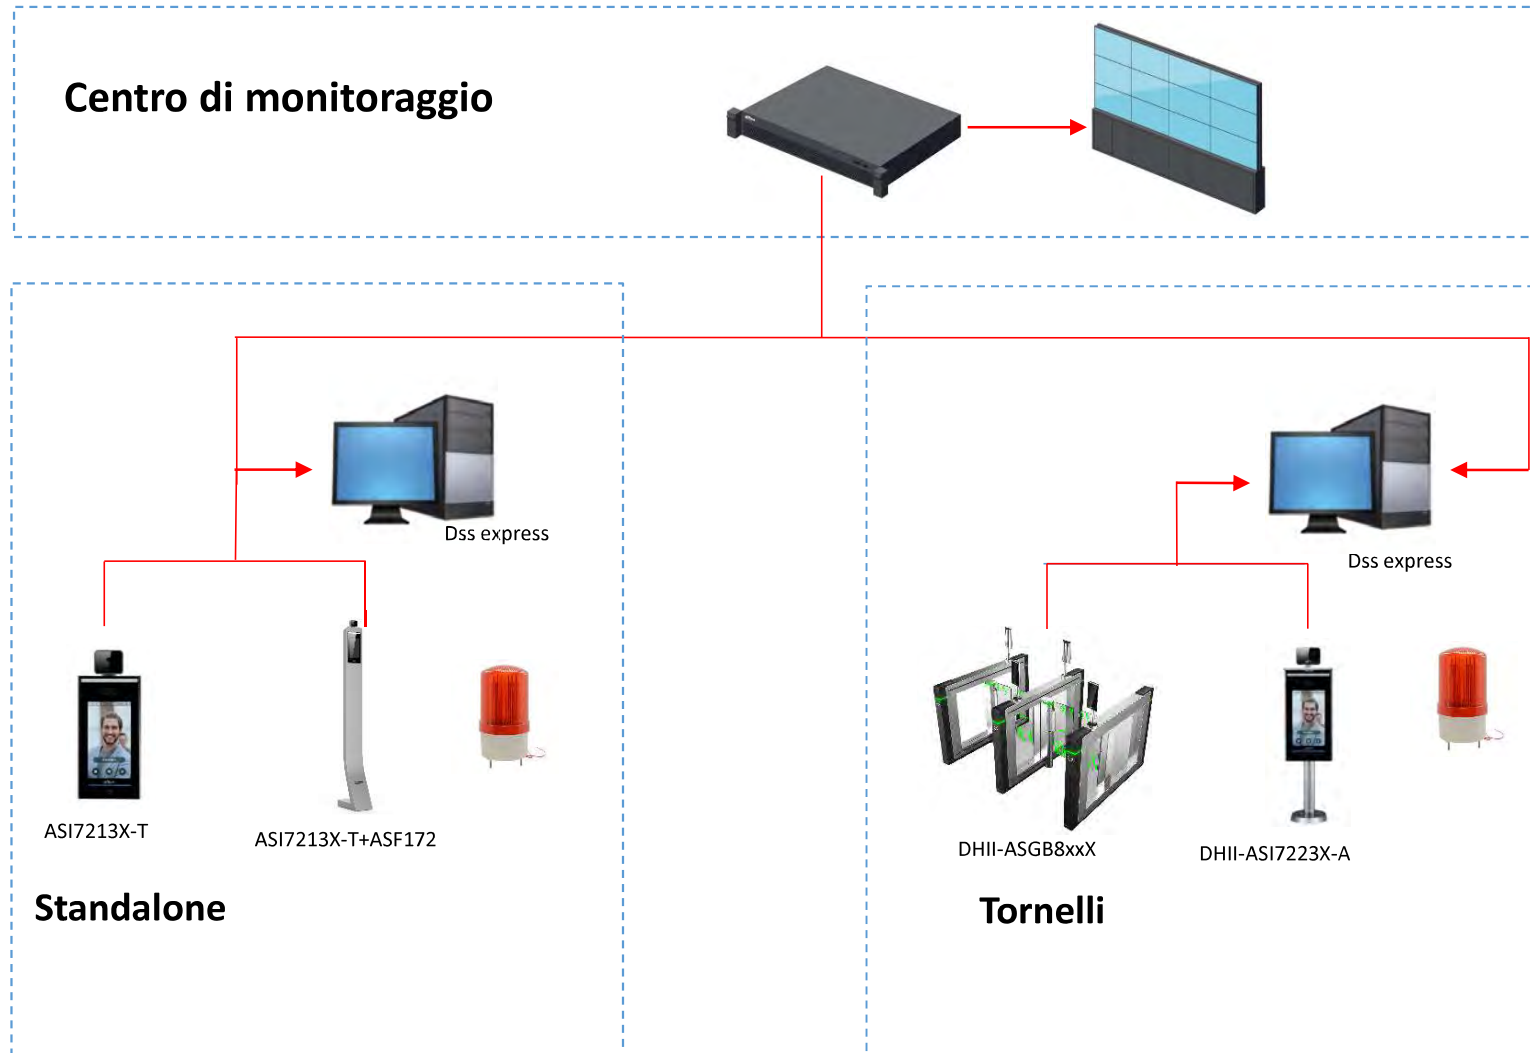 Centro di monitoraggio
Dss express
Dss express
ASI7213X-T
ASI7213X-T+ASF172
DHII-ASGB8xxX
DHII-ASI7223X-A
Standalone
Tornelli